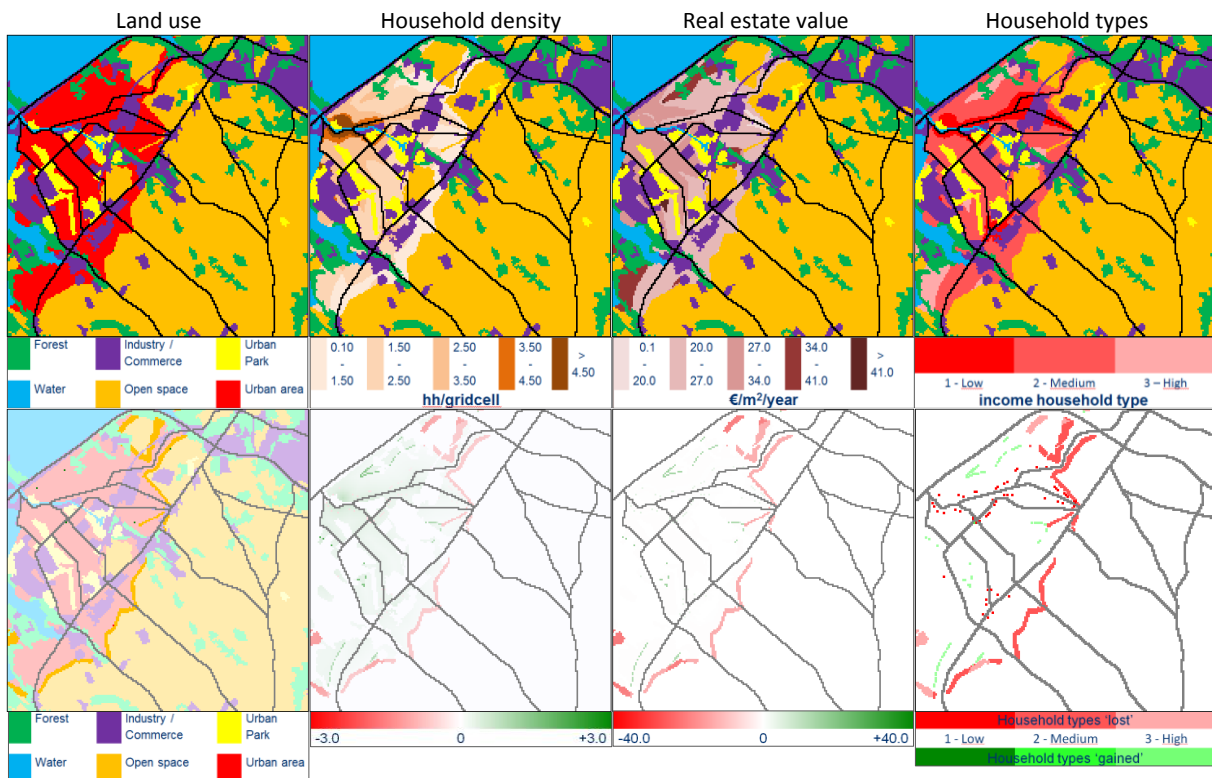 Land use
Household density
Real estate value
Household types
Forest
Industry /
Commerce
Urban
Park
Water
Open space
Urban area
0.10
-
1.50
1.50
-
2.50
2.50
-
3.50
3.50
-
4.50
>
4.50
hh/gridcell
0.1
-
20.0
20.0
-
27.0
27.0
-
34.0
34.0
-
41.0
>
41.0
€/m²/year
1 - Low
2 - Medium
3 – High
income household type
Forest
Industry /
Commerce
Urban
Park
Water
Open space
Urban area
-3.0
0
+3.0
-40.0
0
+40.0
Household types 'lost'
1 - Low
2 - Medium
3 - High
Household types 'gained'